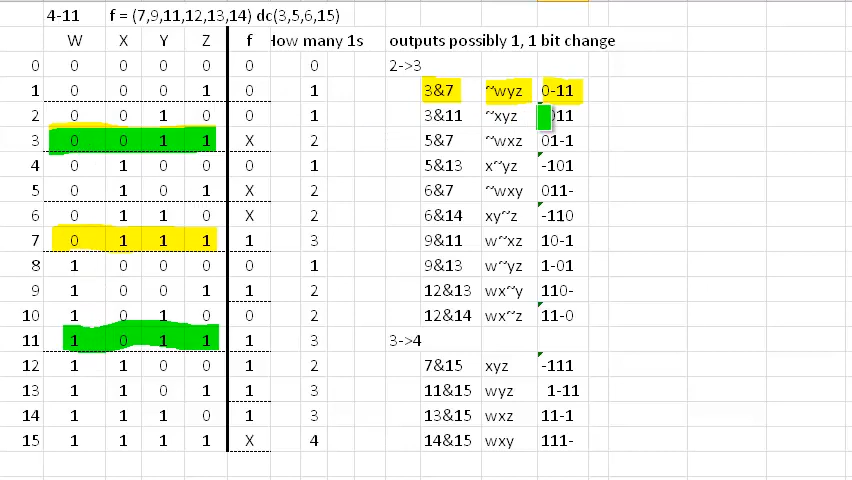 4-11 f = (7,9,11,12,13,14) dc(3,5,6,15)
W X Y Z f How many 1s outputs possibly 1, 1 bit change
0 0 0 0 0 0 0 2->3
1 0 0 0 1 0 1 3&7 ~wyz 0-11
2 0 0 1 0 0 1 3&11 ~xyz 011
3 0 0 1 1 X 2 5&7 ~wxz 01-1
4 0 1 0 0 0 1 5&13 x~yz -101
5 0 1 0 1 X 2 6&7 ~wxy 011-
6 0 1 1 0 X 2 6&14 xy~z -110
7 0 1 1 1 1 3 9&11 w~xz 10-1
8 1 0 0 0 0 1 9&13 w~yz 1-01
9 1 0 0 1 1 2 12&13 wx~y 110-
10 1 0 1 0 0 2 12&14 wx~z 11-0
11 1 0 1 1 1 3 3->4
12 1 1 0 0 1 2 7&15 xyz -111
13 1 1 0 1 1 3 11&15 wyz 1-11
14 1 1 1 0 1 3 13&15 wxz 11-1
15 1 1 1 1 X 4 14&15 wxy 111-